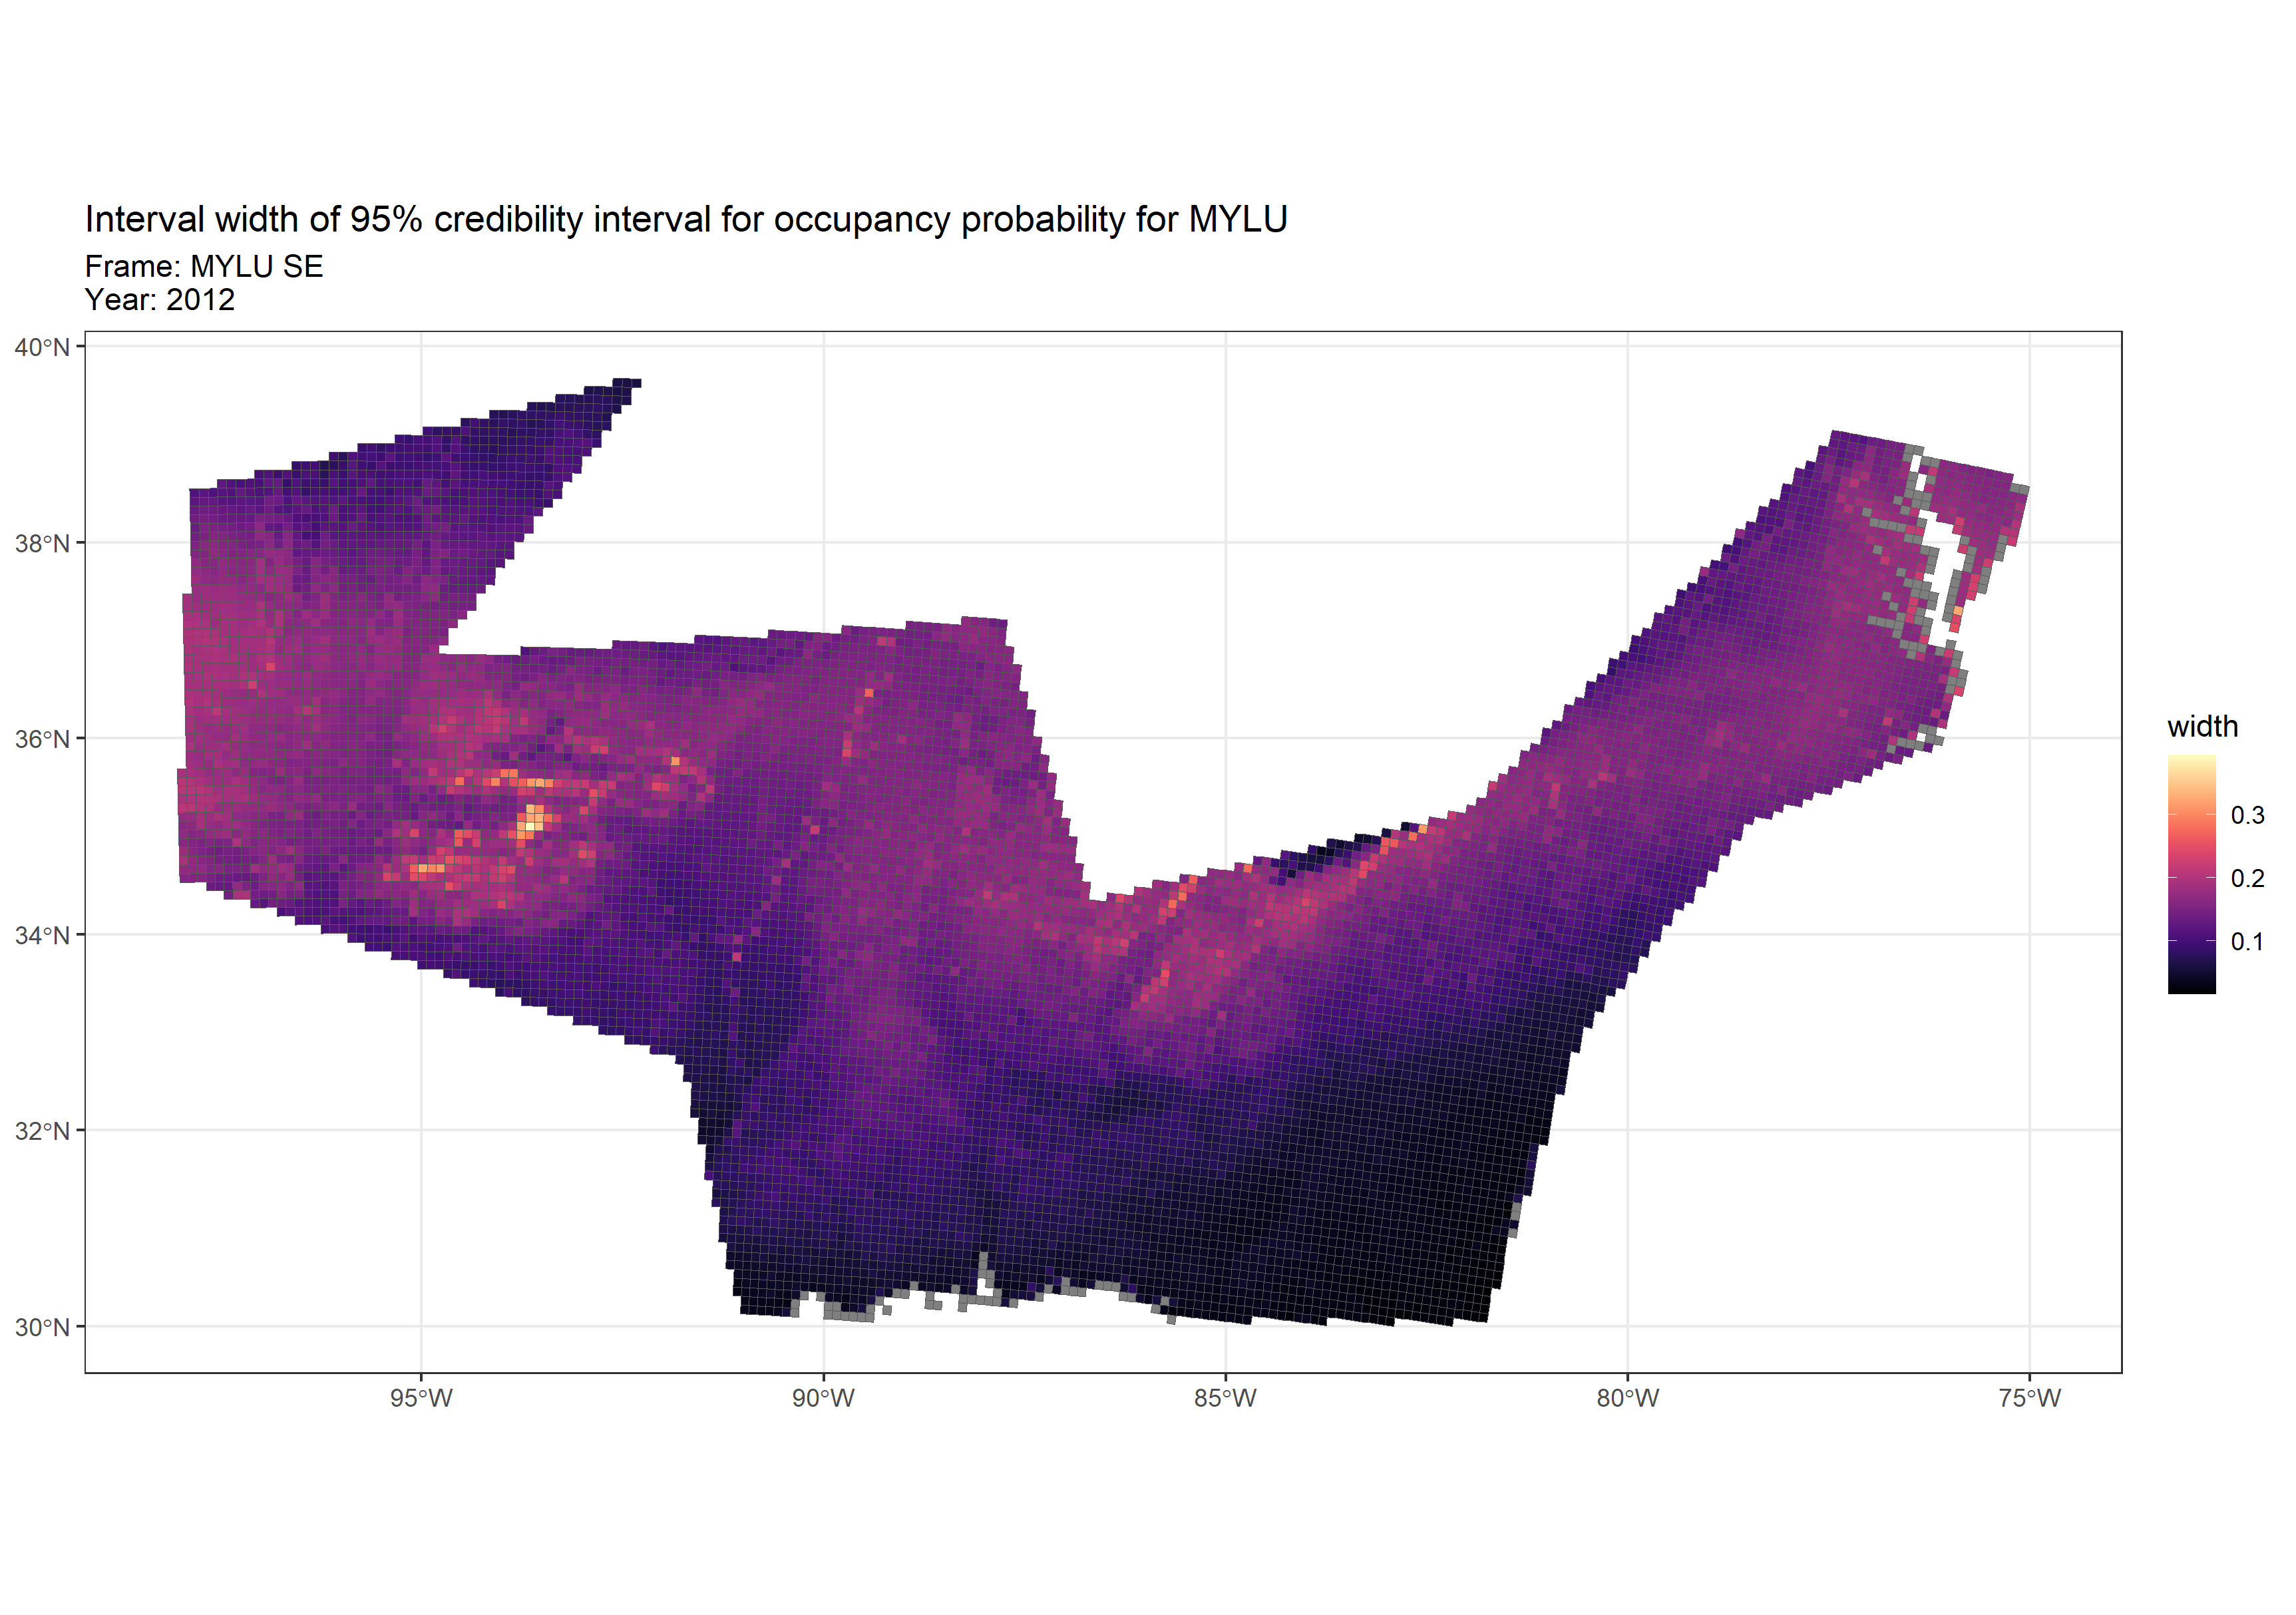 Interval width of 95% credibility interval for occupancy probability for MYLU
Frame: MYLU SE
Year: 2012
40°N
38°N
36°N
34°N
32°N
30°N
95°W
90°W
85°W
80°W
75°W
width
0.3
0.2
0.1